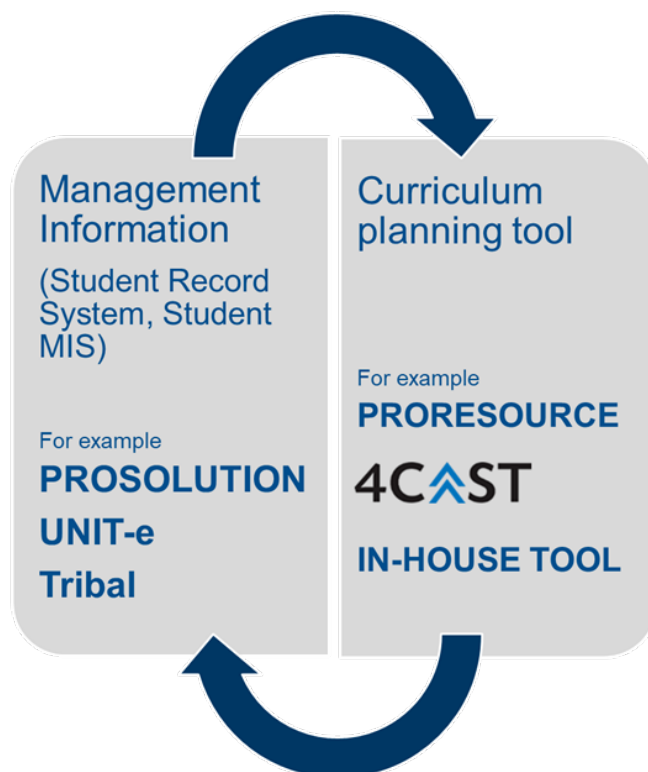 Management
Information
(Student Record
System, Student
MIS)
For example
PROSOLUTION
UNIT-e
Tribal
Curriculum
planning tool
For example
PRORESOURCE
4CAST
IN-HOUSE TOOL